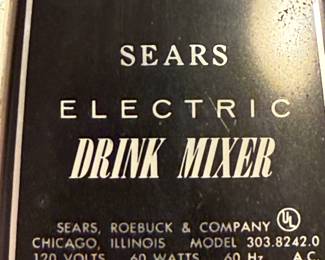 SEARS
ELECTRIC
DRINK MIXER
SEARS, ROEBUCK & COMPANY UL
CHICAGO, ILLINOIS MODEL 303.8242.0
120 VOLTS 60 WATTS 60 Hz A.C.